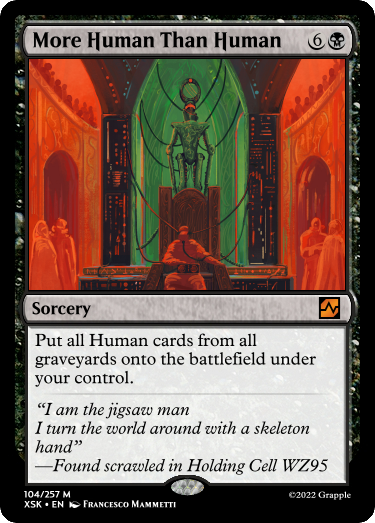 More Human Than Human 6
Sorcery
Put all Human cards from all
graveyards onto the battlefield under
your control.
“I am the jigsaw man
I turn the world around with a skeleton
hand”
—Found scrawled in Holding Cell WZ95
104/257 M
XSK • EN Francesco Mammetti
©2022 Grapple